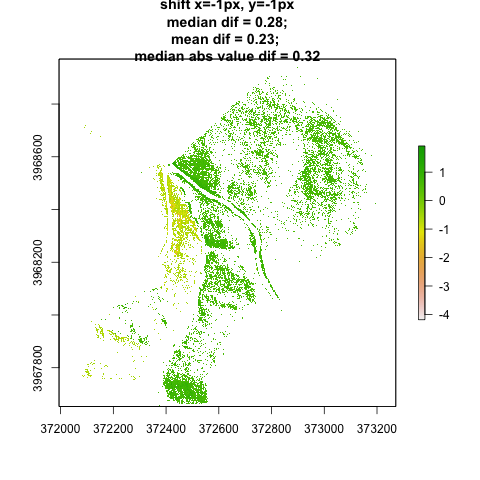 shift x=-1px, y=-1px
median dif = 0.28;
mean dif = 0.23;
median abs value dif = 0.32
3968600
3968200
3967800
1
0
-1
-2
-3
-4
372000 372200 372400 372600 372800 373000 373200